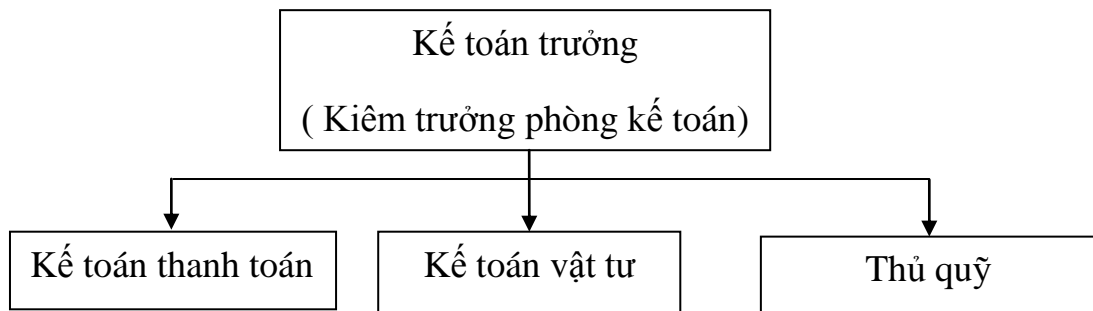 Kế toán trưởng
( Kiêm trưởng phòng kế toán)
Kế toán thanh toán
Kế toán vật tư
Thủ quỹ